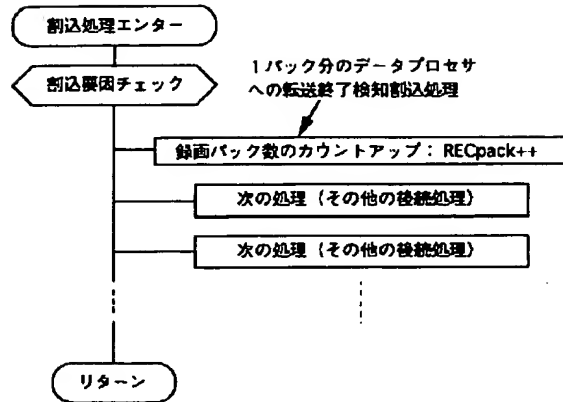 割込処理エンター
割込要因チェック
1パック分のデータプロセサ
への転送終了検知割込処理
録画パック数のカウントアップ：RECpack++
次の処理（その他の後続処理）
次の処理（その他の後続処理）
リターン